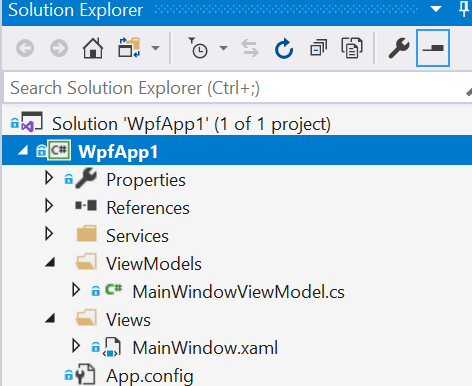 Solution Explorer
Search Solution Explorer (Ctrl+;)
Solution 'WpfApp1' (1 of 1 project)
C# WpfApp1
Properties
References
Services
ViewModels
C# MainWindowViewModel.cs
Views
MainWindow.xaml
App.config